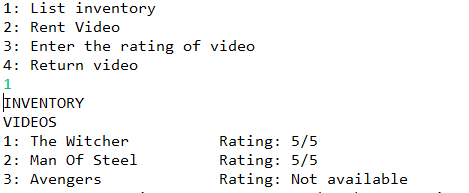 1: List inventory
2: Rent Video
3: Enter the rating of video
4: Return video
1
INVENTORY
VIDEOS
1: The Witcher Rating: 5/5
2: Man Of Steel Rating: 5/5
3: Avengers Rating: Not available